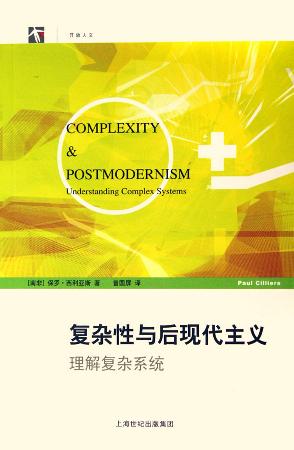 开放人文
COMPLEXITY
&
POSTMODERNISM
Understanding Complex Systems
[南非] 保罗·西利亚斯 著 曾国屏 译
Paul Cilliers
复杂性与后现代主义
理解复杂系统
上海世纪出版集团